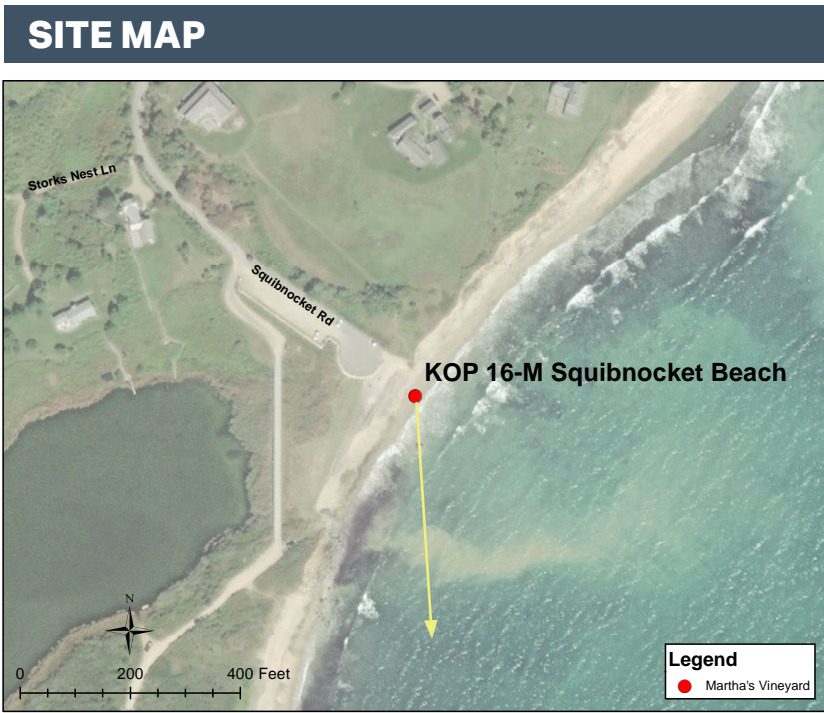 SITE MAP
Storks Nest Ln
Squibnocket Rd
KOP 16-M Squibnocket Beach
N
0 200 400 Feet
Legend
Martha's Vineyard